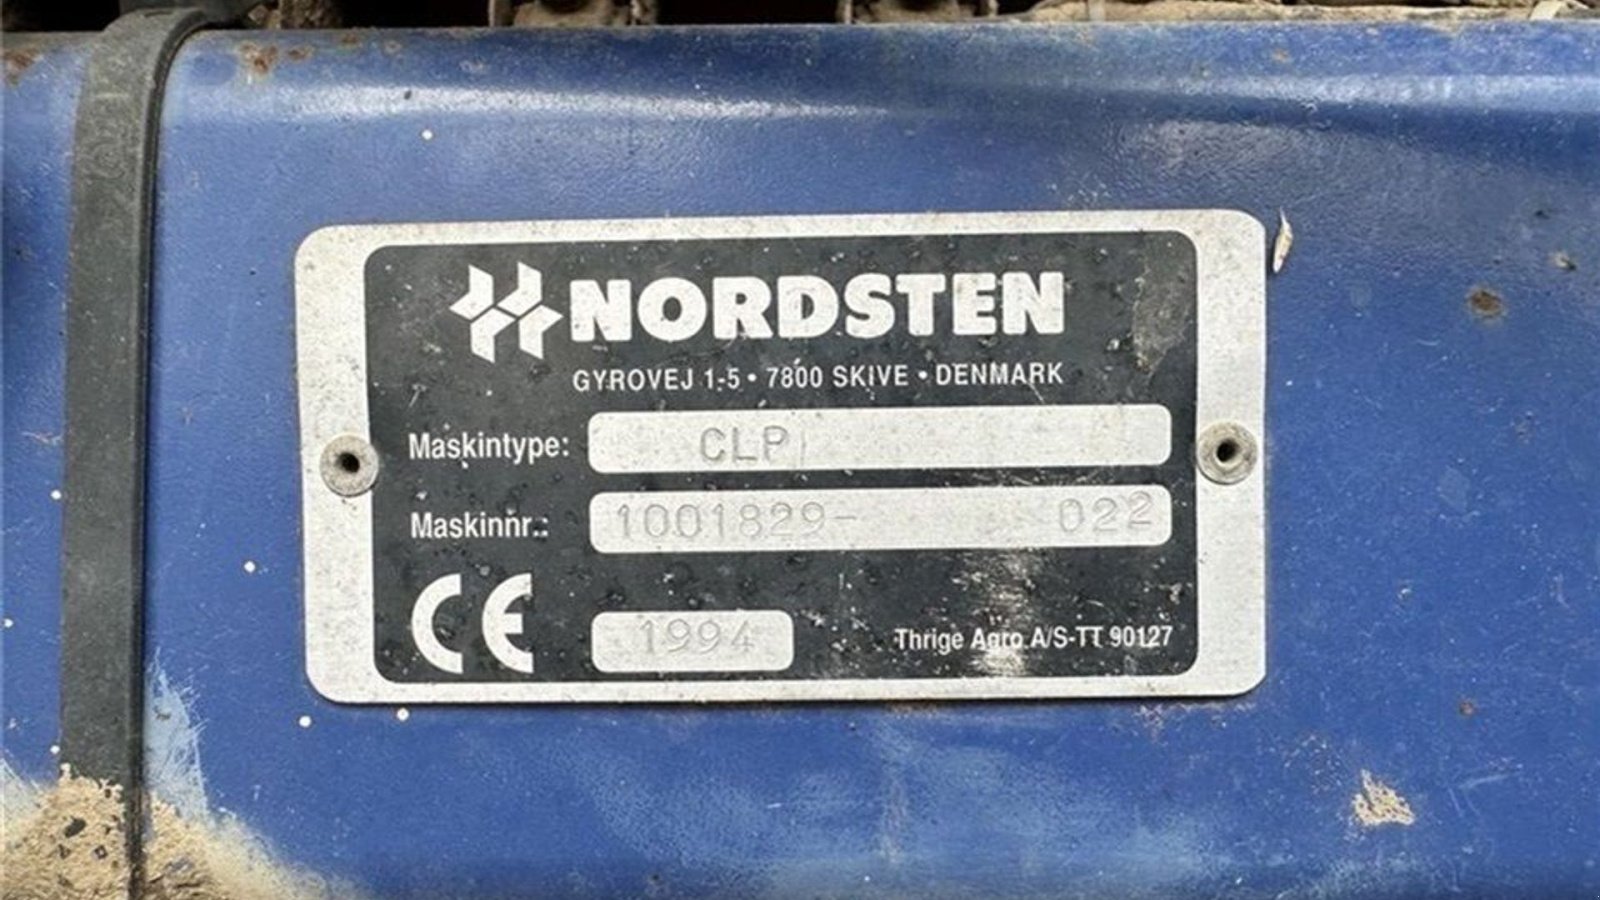 NORDSTEN
GYROVEJ 1-5 • 7800 SKIVE • DENMARK
Maskintype: CLP
Maskinnr.: 1001829- 022
CE 1994 Thrige Agro A/S-TT 90127